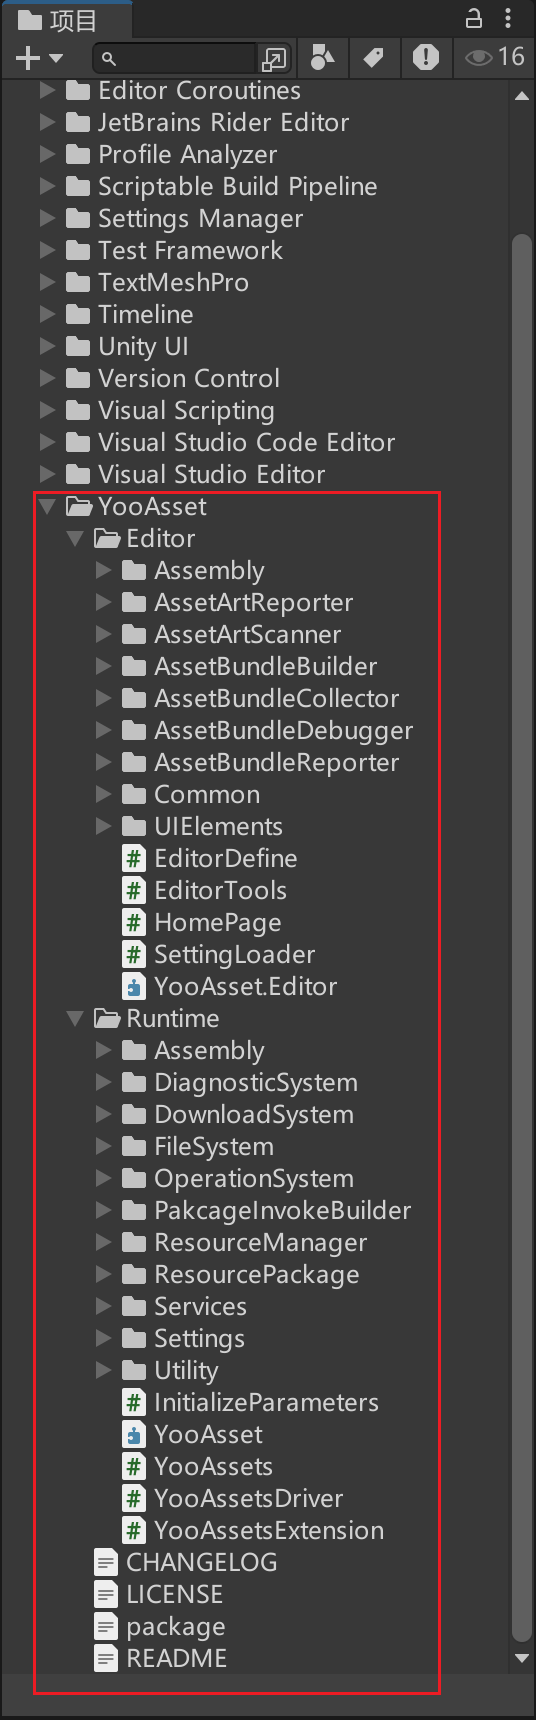 项目
16
Editor Coroutines
JetBrains Rider Editor
Profile Analyzer
Scriptable Build Pipeline
Settings Manager
Test Framework
TextMeshPro
Timeline
Unity UI
Version Control
Visual Scripting
Visual Studio Code Editor
Visual Studio Editor
YooAsset
Editor
Assembly
AssetArtReporter
AssetArtScanner
AssetBundleBuilder
AssetBundleCollector
AssetBundleDebugger
AssetBundleReporter
Common
UIElements
EditorDefine
EditorTools
HomePage
SettingLoader
YooAsset.Editor
Runtime
Assembly
DiagnosticSystem
DownloadSystem
FileSystem
OperationSystem
PakcageInvokeBuilder
ResourceManager
ResourcePackage
Services
Settings
Utility
InitializeParameters
YooAsset
YooAssets
YooAssetsDriver
YooAssetsExtension
CHANGELOG
LICENSE
package
README